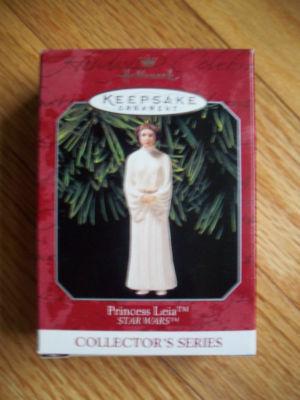 Hallmark
KEEPSAKE
ORNAMENT
Princess Leia™
STAR WARS™
COLLECTOR'S SERIES